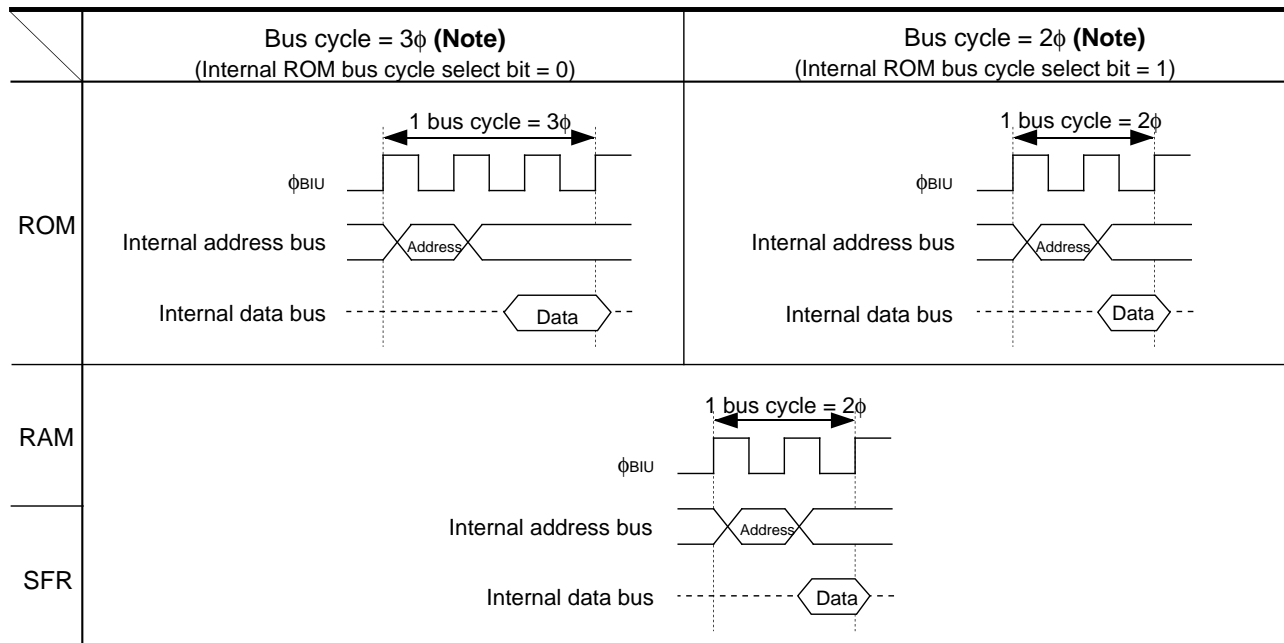 Bus cycle = 3φ (Note)
(Internal ROM bus cycle select bit = 0)
Bus cycle = 2φ (Note)
(Internal ROM bus cycle select bit = 1)
ROM
1 bus cycle = 3φ
φBIU
Internal address bus
Address
Internal data bus
Data
1 bus cycle = 2φ
φBIU
Internal address bus
Address
Internal data bus
Data
RAM
SFR
1 bus cycle = 2φ
φBIU
Internal address bus
Address
Internal data bus
Data